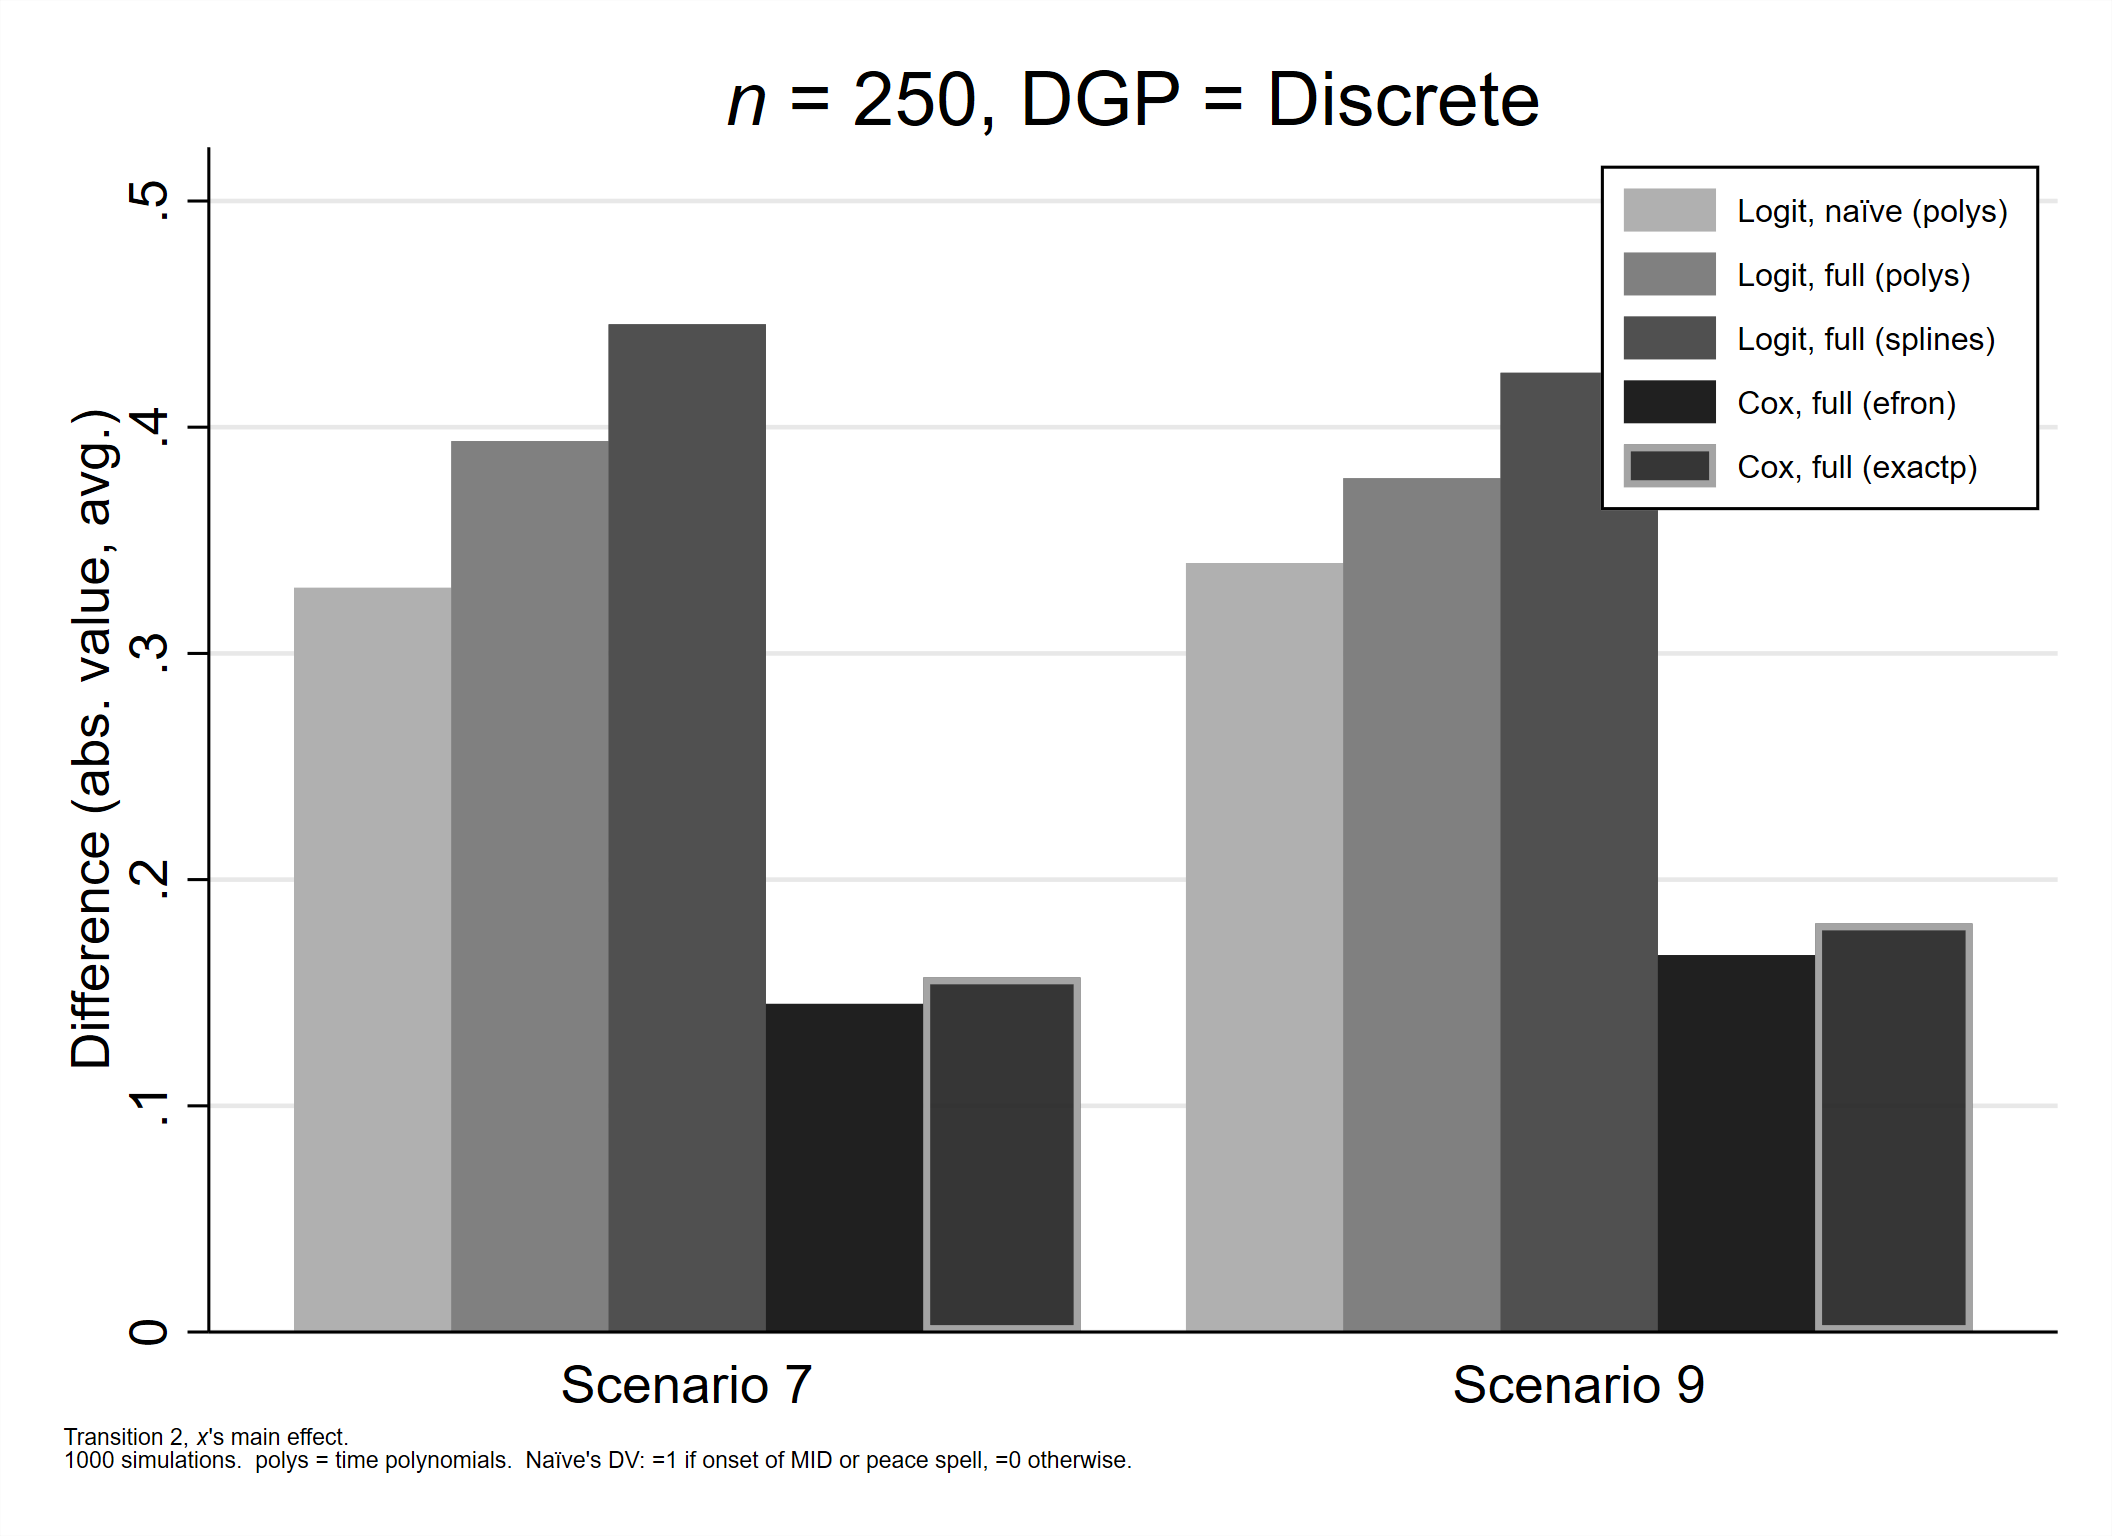 n = 250, DGP = Discrete
Difference (abs. value, avg.)
.5
.4
.3
.2
.1
0
Logit, naïve (polys)
Logit, full (polys)
Logit, full (splines)
Cox, full (efron)
Cox, full (exactp)
Scenario 7
Scenario 9
Transition 2, x's main effect.
1000 simulations.  polys = time polynomials.  Naïve's DV: =1 if onset of MID or peace spell, =0 otherwise.